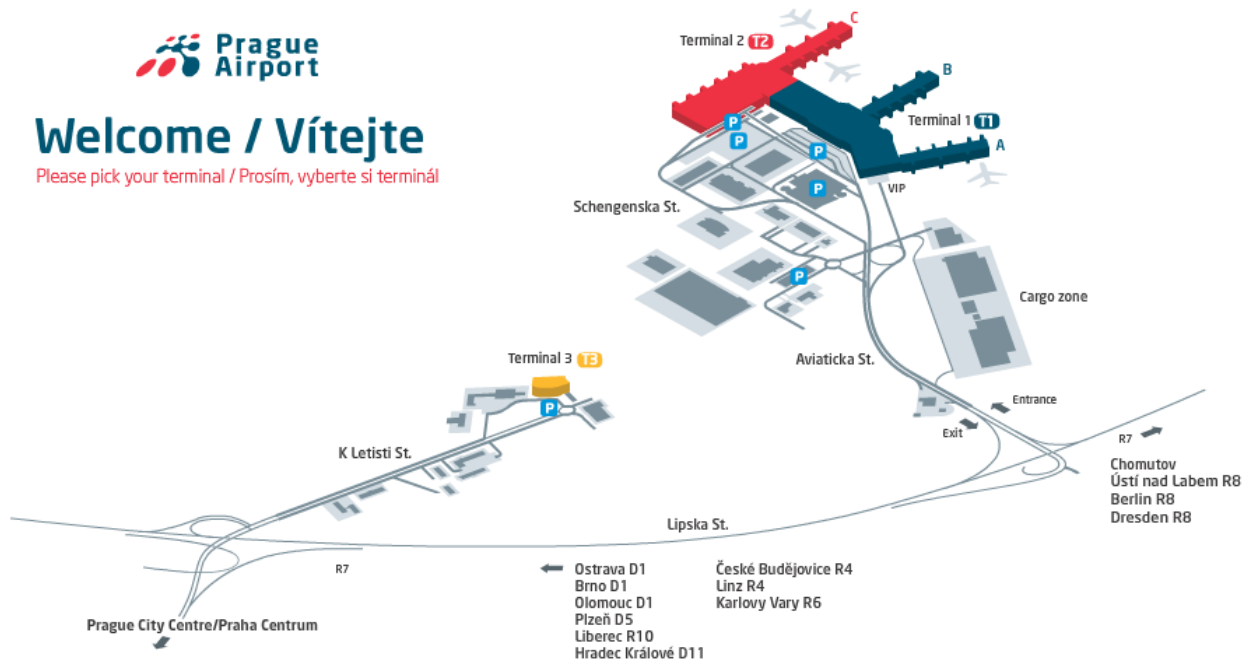 Prague
Airport
Welcome / Vítejte
Please pick your terminal / Prosím, vyberte si terminál
C
Terminal 2 T2
B
Terminal 1 T1
A
P
P
P
P
VIP
Schengenska St.
P
Cargo zone
Aviaticka St.
Terminal 3 T3
P
Entrance
Exit
K Letisti St.
R7
Chomutov
Ústí nad Labem R8
Berlin R8
Dresden R8
Lipska St.
R7
Ostrava D1
Brno D1
Olomouc D1
Plzeň D5
Liberec R10
Hradec Králové D11
České Budějovice R4
Linz R4
Karlovy Vary R6
Prague City Centre/Praha Centrum